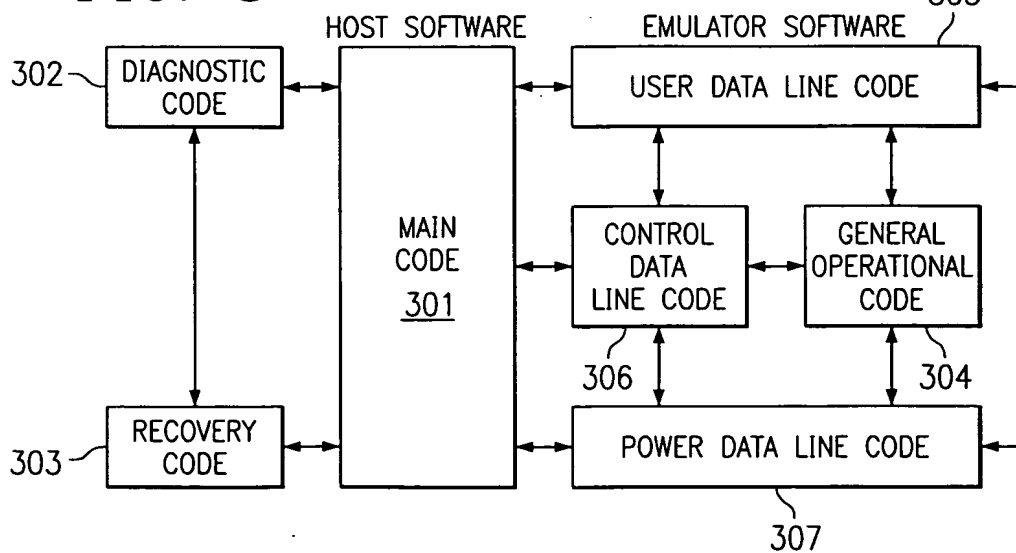 HOST SOFTWARE
EMULATOR SOFTWARE
302
DIAGNOSTIC
CODE
USER DATA LINE CODE
MAIN
CODE
301
CONTROL
DATA
LINE CODE
GENERAL
OPERATIONAL
CODE
306
304
303
RECOVERY
CODE
POWER DATA LINE CODE
307